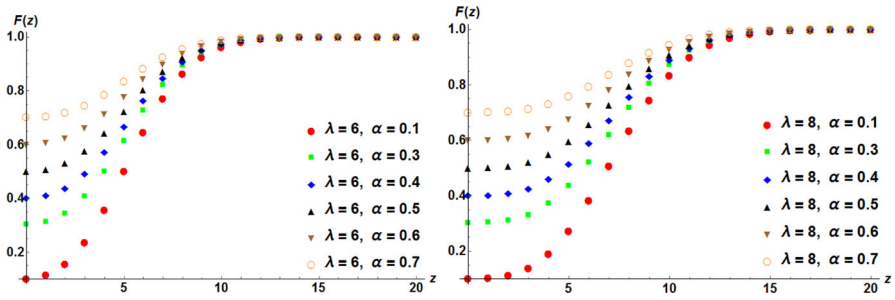 F(z)
1.0
0.8
0.6
0.4
0.2
5
10
15
20
z
λ = 6, α = 0.1
λ = 6, α = 0.3
λ = 6, α = 0.4
λ = 6, α = 0.5
λ = 6, α = 0.6
λ = 6, α = 0.7
F(z)
1.0
0.8
0.6
0.4
0.2
5
10
15
20
z
λ = 8, α = 0.1
λ = 8, α = 0.3
λ = 8, α = 0.4
λ = 8, α = 0.5
λ = 8, α = 0.6
λ = 8, α = 0.7